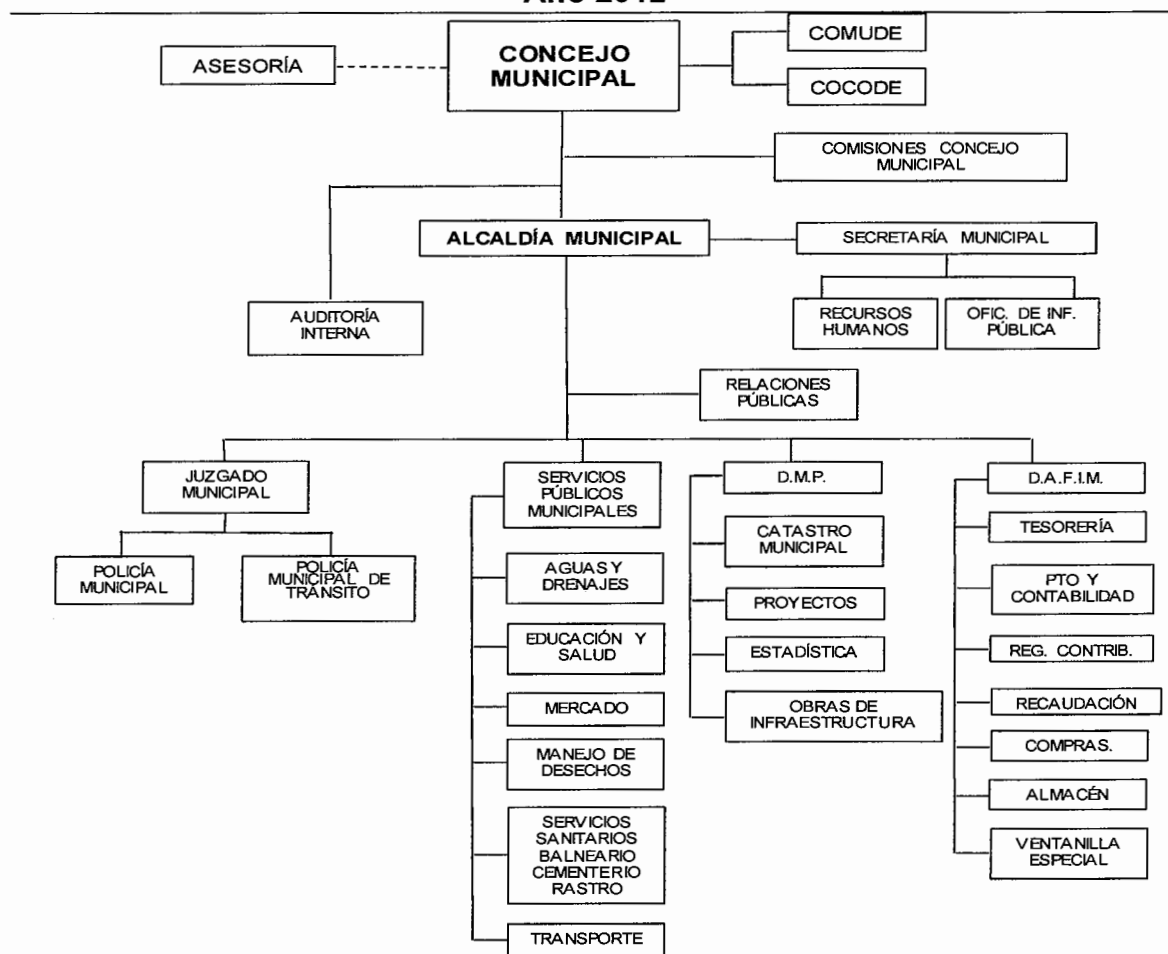 CONCEJO
MUNICIPAL
ASESORÍA
COMUDE
COCODE
COMISIONES CONCEJO
MUNICIPAL
ALCALDÍA MUNICIPAL
SECRETARÍA MUNICIPAL
AUDITORÍA
INTERNA
RECURSOS
HUMANOS
OFIC. DE INF.
PÚBLICA
RELACIONES
PÚBLICAS
JUZGADO
MUNICIPAL
POLICÍA
MUNICIPAL
POLICÍA
MUNICIPAL DE
TRÁNSITO
SERVICIOS
PÚBLICOS
MUNICIPALES
AGUAS Y
DRENAJES
EDUCACIÓN Y
SALUD
MERCADO
MANEJO DE
DESECHOS
SERVICIOS
SANITARIOS
BALNEARIO
CEMENTERIO
RASTRO
TRANSPORTE
D.M.P.
CATASTRO
MUNICIPAL
PROYECTOS
ESTADÍSTICA
OBRAS DE
INFRAESTRUCTURA
D.A.F.I.M.
TESORERÍA
PTO Y
CONTABILIDAD
REG. CONTRIB.
RECAUDACIÓN
COMPRAS.
ALMACÉN
VENTANILLA
ESPECIAL